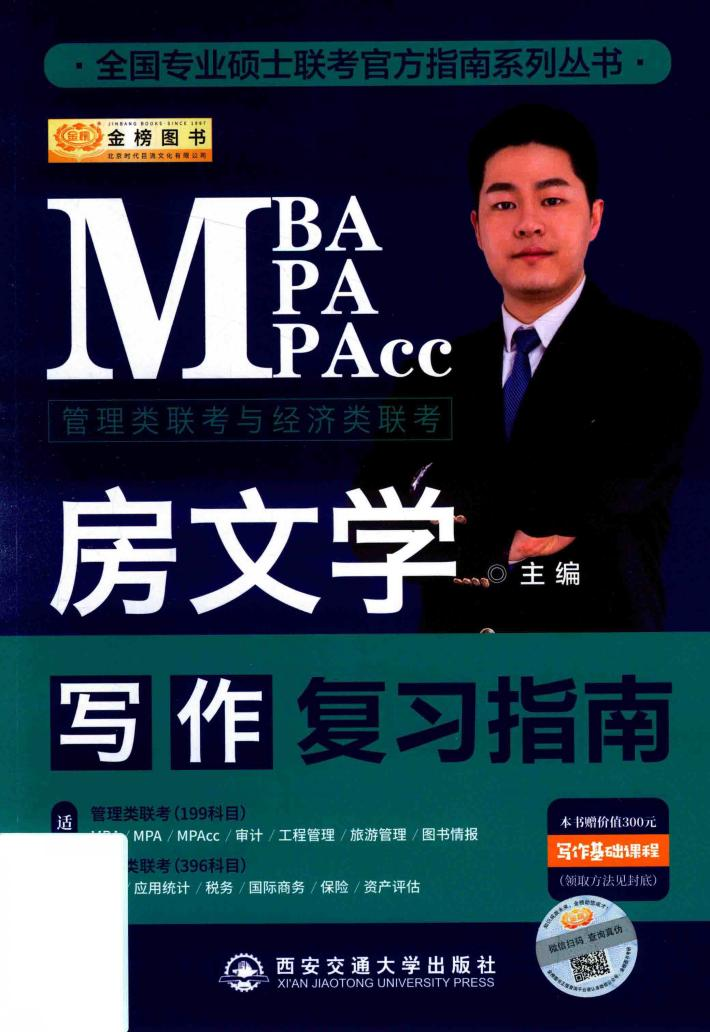 ·全国专业硕士联考官方指南系列丛书·
JINBANG BOOKS·SINCE 1997
金榜
金榜图书
北京时代巨流文化有限公司
MBA
MPA
MPAcc
管理类联考与经济类联考
房文学
◎主编
写作复习指南
适
管理类联考(199科目)
MBA/MPA/MPAcc/审计/工程管理/旅游管理/图书情报
类联考(396科目)
/应用统计/税务/国际商务/保险/资产评估
本书赠价值300元
写作基础课程
(领取方法见封底)
微信扫码 查询真伪
西安交通大学出版社
XI'AN JIAOTONG UNIVERSITY PRESS